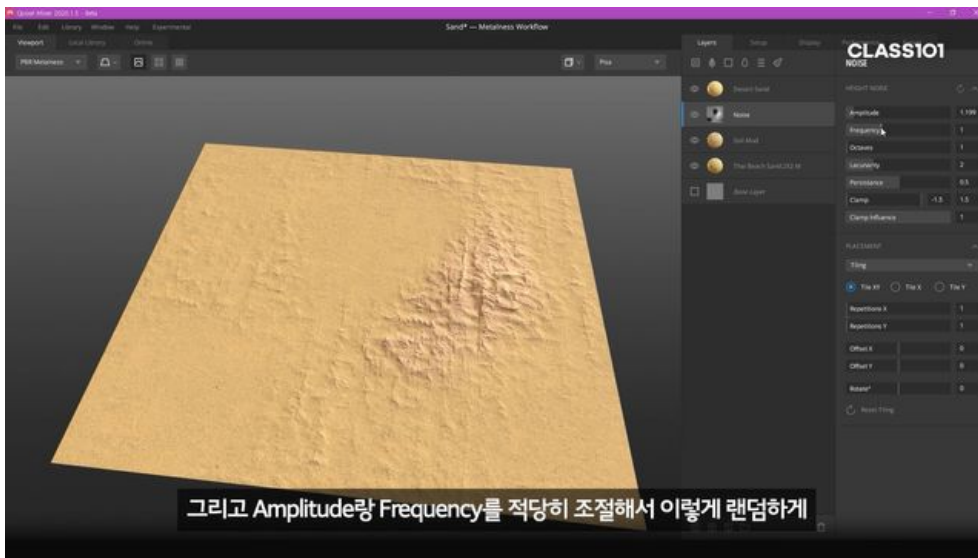 Quixel Mixer 2020.1.5 - Beta
File Edit Library Window Help Experimental
Sand* — Metalness Workflow
Viewport Local Library Online
Layers Setup Display
CLASS101
PBR Metalness
Pisa
NOISE
HEIGHT NOISE
Desert Sand
Amplitude 1.199
Noise
Frequency 1
Soil Mud
Octaves 1
Lacunarity 2
Thai Beach Sand
Persistance 0.5
Base Layer
Clamp -1.5 1.5
Clamp Influence 1
PLACEMENT
Tiling
Tile XY Tile X Tile Y
Repetitions X 1
Repetitions Y 1
Offset X 0
Offset Y 0
Rotate° 0
Reset Tiling
그리고 Amplitude랑 Frequency를 적당히 조절해서 이렇게 랜덤하게